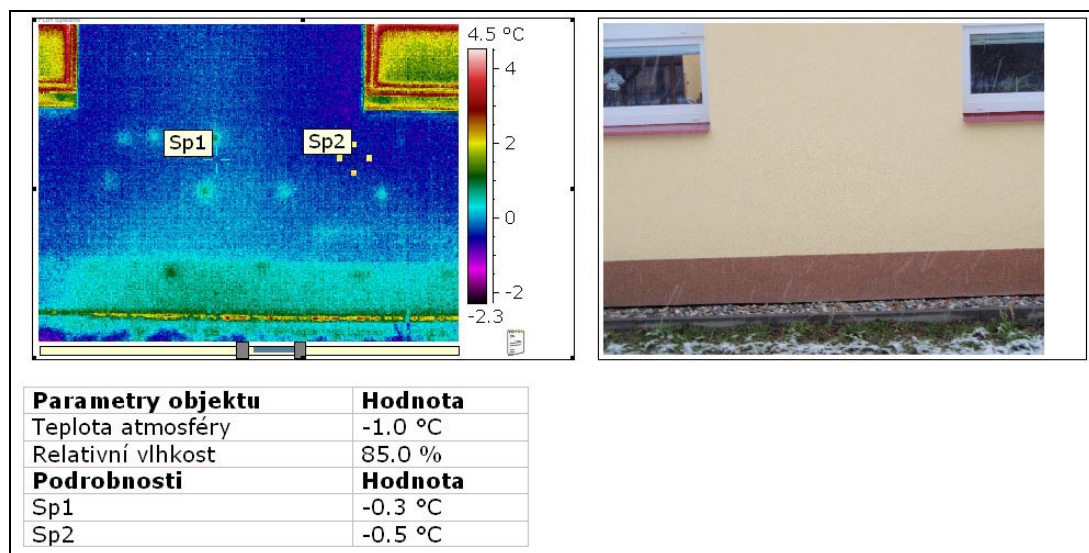 4.5 °C
4
Sp1
Sp2
2
0
-2
-2.3
Parametry objektu Hodnota
Teplota atmosféry -1.0 °C
Relativní vlhkost 85.0 %
Podrobnosti Hodnota
Sp1 -0.3 °C
Sp2 -0.5 °C